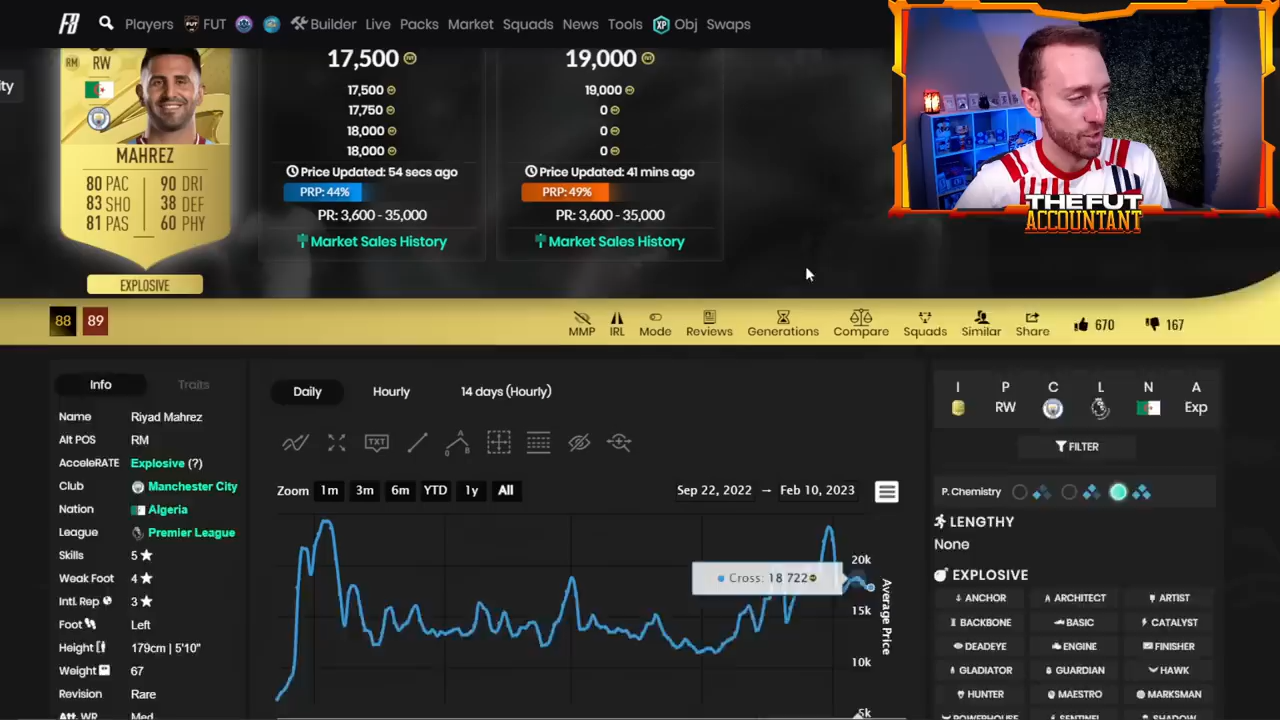 F8 Players FUT Builder Live Packs Market Squads News Tools XP Obj Swaps
RW
RM
MAHREZ
80 PAC 90 DRI
83 SHO 38 DEF
81 PAS 60 PHY
EXPLOSIVE
17,500
17,500
17,750
18,000
18,000
Price Updated: 54 secs ago
PRP: 44%
PR: 3,600 - 35,000
Market Sales History
19,000
19,000
0
0
0
Price Updated: 41 mins ago
PRP: 49%
PR: 3,600 - 35,000
Market Sales History
THE FUT
ACCOUNTANT
88 89
MMP IRL Mode Reviews Generations Compare Squads Similar Share 670 167
Info Traits
Name Riyad Mahrez
Alt POS RM
AcceleRATE Explosive (?)
Club Manchester City
Nation Algeria
League Premier League
Skills 5
Weak Foot 4
Intl. Rep 3
Foot Left
Height 179cm | 5'10"
Weight 67
Revision Rare
Att. WR Med
Daily Hourly 14 days (Hourly)
TXT
Zoom 1m 3m 6m YTD 1y All Sep 22, 2022 → Feb 10, 2023
Cross: 18 722
20k
15k
10k
5k
Average Price
I P C L N A
RW Exp
FILTER
P. Chemistry
LENGTHY
None
EXPLOSIVE
ANCHOR ARCHITECT ARTIST
BACKBONE BASIC CATALYST
DEADEYE ENGINE FINISHER
GLADIATOR GUARDIAN HAWK
HUNTER MAESTRO MARKSMAN
POWERHOUSE SENTINEL SHADOW